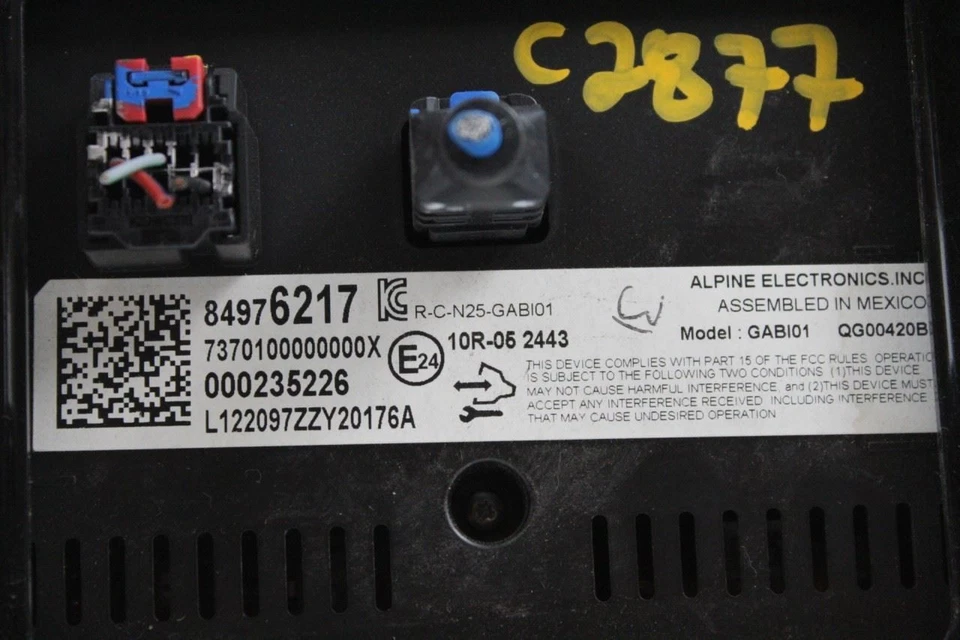 C2877
84976217 R-C-N25-GABI01
7370100000000X
000235226
L122097ZZY20176A
E24 10R-05 2443
ALPINE ELECTRONICS.INC
ASSEMBLED IN MEXICO
Model : GABI01 QG00420B
THIS DEVICE COMPLIES WITH PART 15 OF THE FCC RULES. OPERATIO
IS SUBJECT TO THE FOLLOWING TWO CONDITIONS (1)THIS DEVICE
MAY NOT CAUSE HARMFUL INTERFERENCE, and (2)THIS DEVICE MUST
ACCEPT ANY INTERFERENCE RECEIVED INCLUDING INTERFERENCE
THAT MAY CAUSE UNDESIRED OPERATION